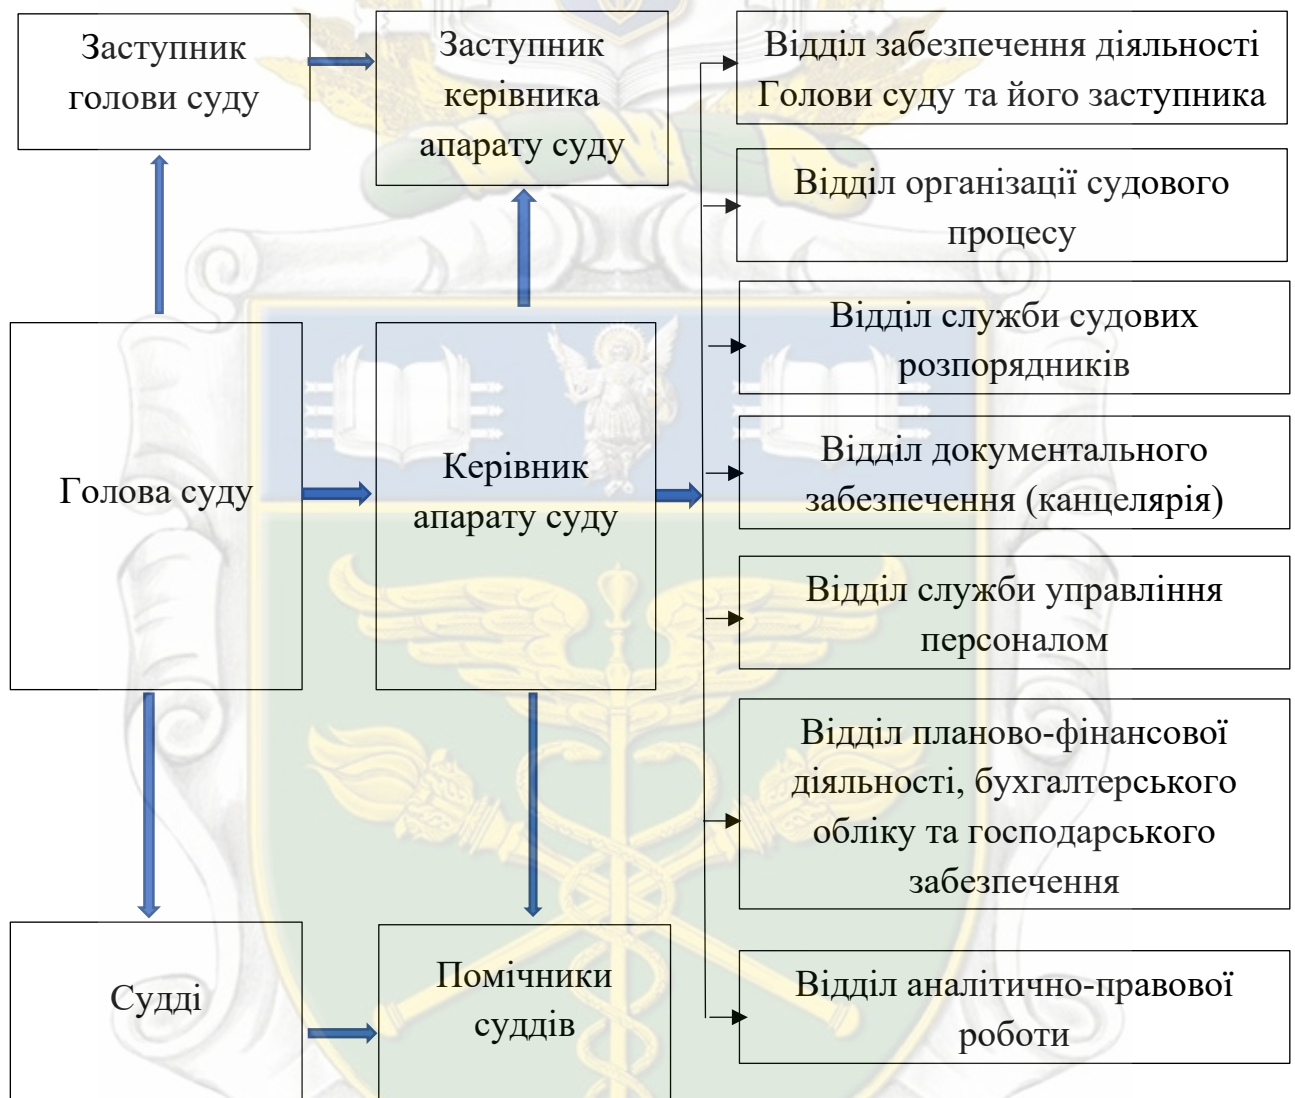 Заступник
голови суду
Заступник
керівника
апарату суду
Відділ забезпечення діяльності
Голови суду та його заступника
Відділ організації судового
процесу
Відділ служби судових
розпорядників
Голова суду
Керівник
апарату суду
Відділ документального
забезпечення (канцелярія)
Відділ служби управління
персоналом
Відділ планово-фінансової
діяльності, бухгалтерського
обліку та господарського
забезпечення
Судді
Помічники
суддів
Відділ аналітично-правової
роботи